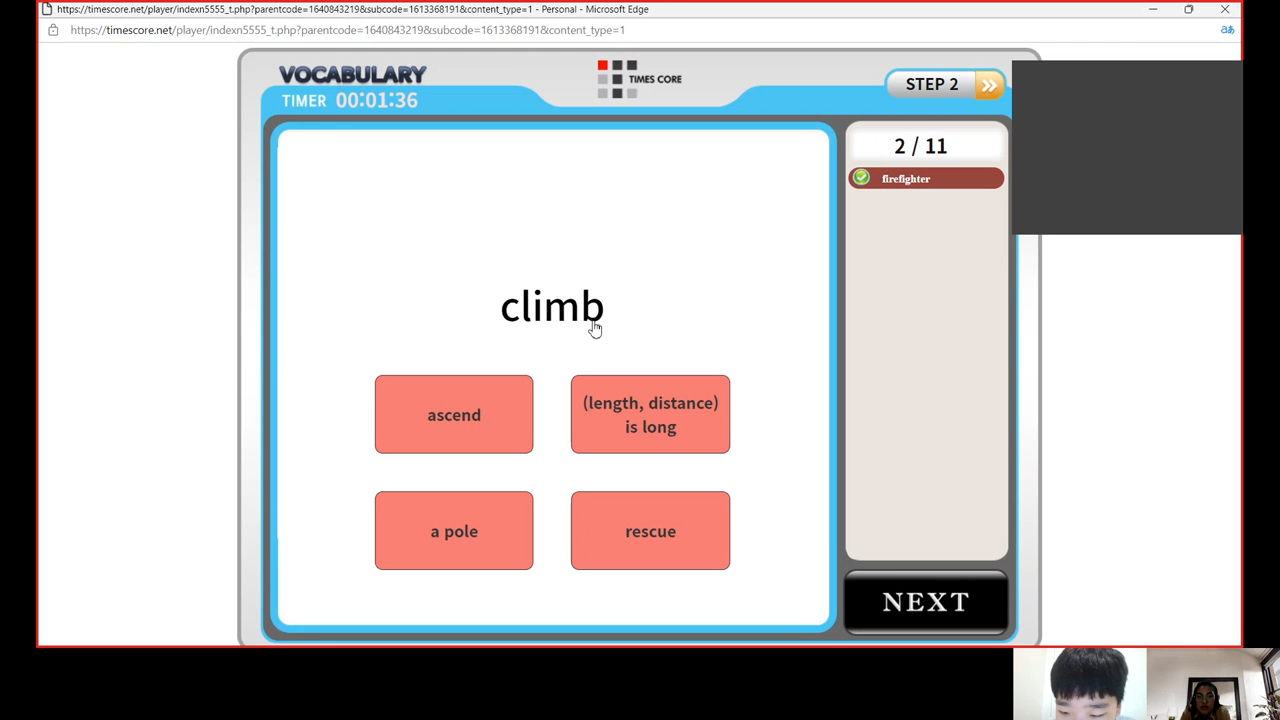 https://timescore.net/player/indexn5555_t.php?parentcode=1640843219&subcode=1613368191&content_type=1 - Personal - Microsoft Edge
https://timescore.net/player/indexn5555_t.php?parentcode=1640843219&subcode=1613368191&content_type=1
VOCABULARY
TIMER 00:01:36
TIMES CORE
STEP 2
2 / 11
firefighter
climb
ascend
(length, distance)
is long
a pole
rescue
NEXT